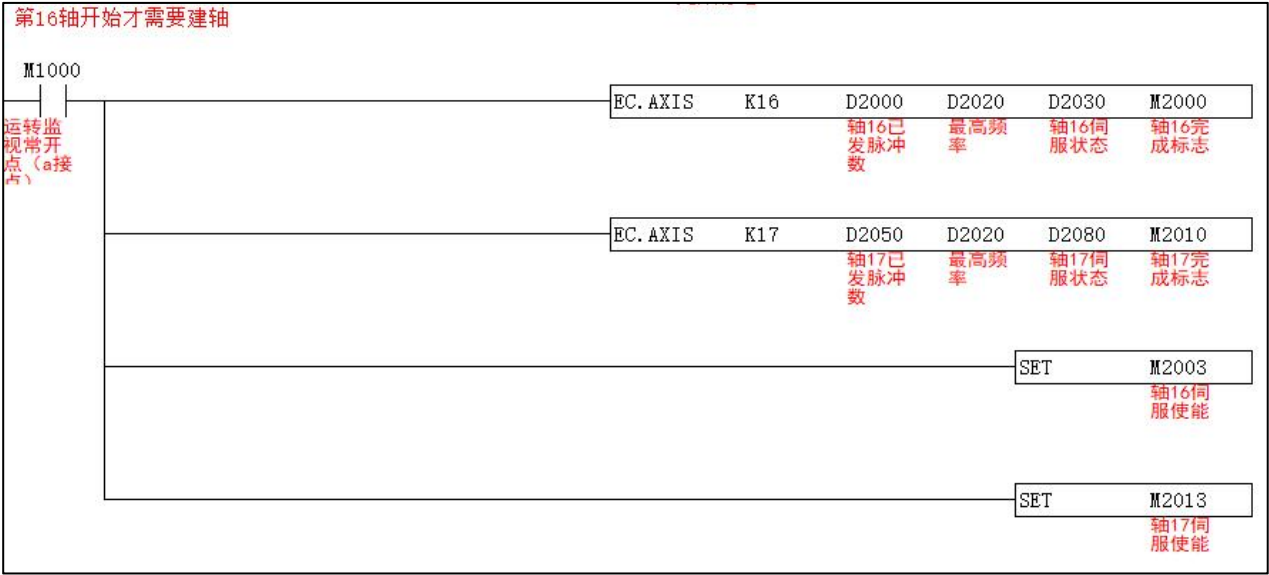 第16轴开始才需要建轴
M1000
运转监
视常开
点（a接
点）
EC.AXIS K16 D2000 D2020 D2030 M2000
轴16已 最高频 轴16伺 轴16完
发脉冲 率 服状态 成标志
数
EC.AXIS K17 D2050 D2020 D2080 M2010
轴17已 最高频 轴17伺 轴17完
发脉冲 率 服状态 成标志
数
SET M2003
轴16伺
服使能
SET M2013
轴17伺
服使能